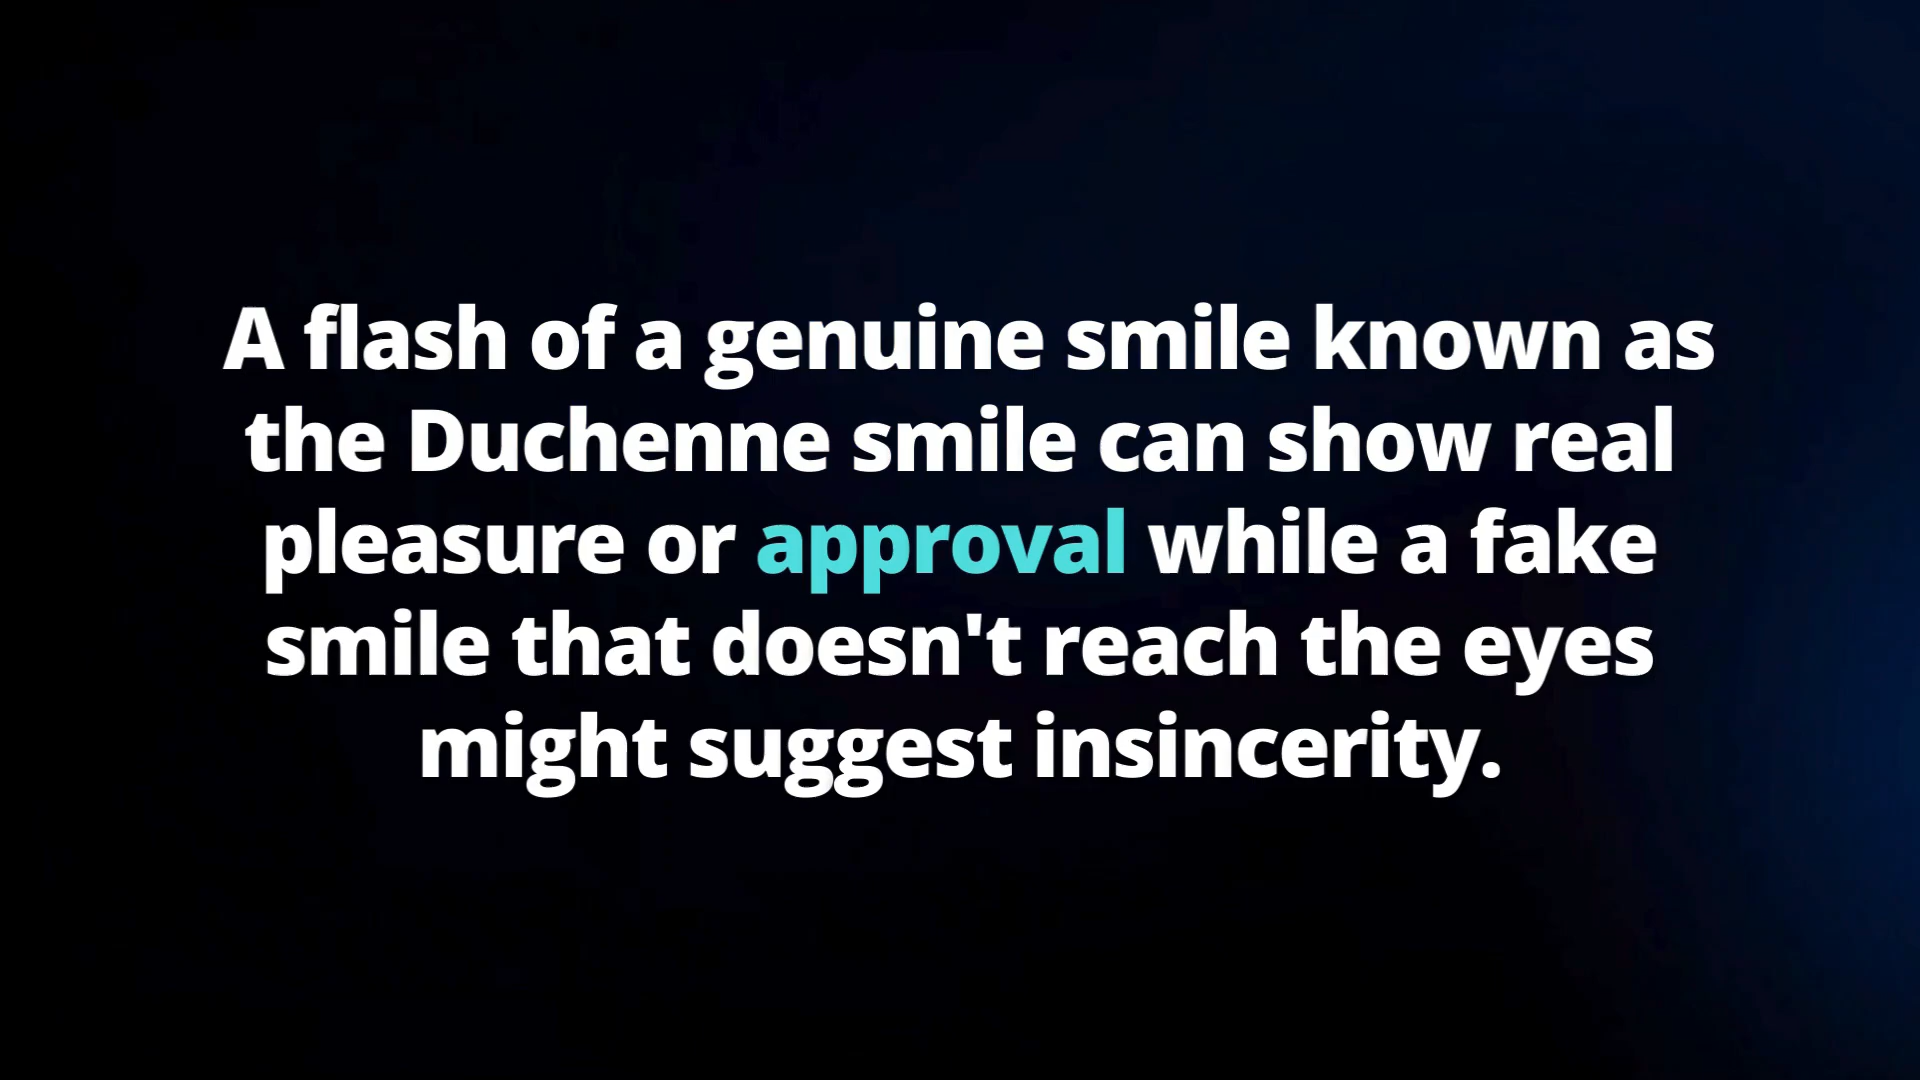 A flash of a genuine smile known as
the Duchenne smile can show real
pleasure or approval while a fake
smile that doesn't reach the eyes
might suggest insincerity.